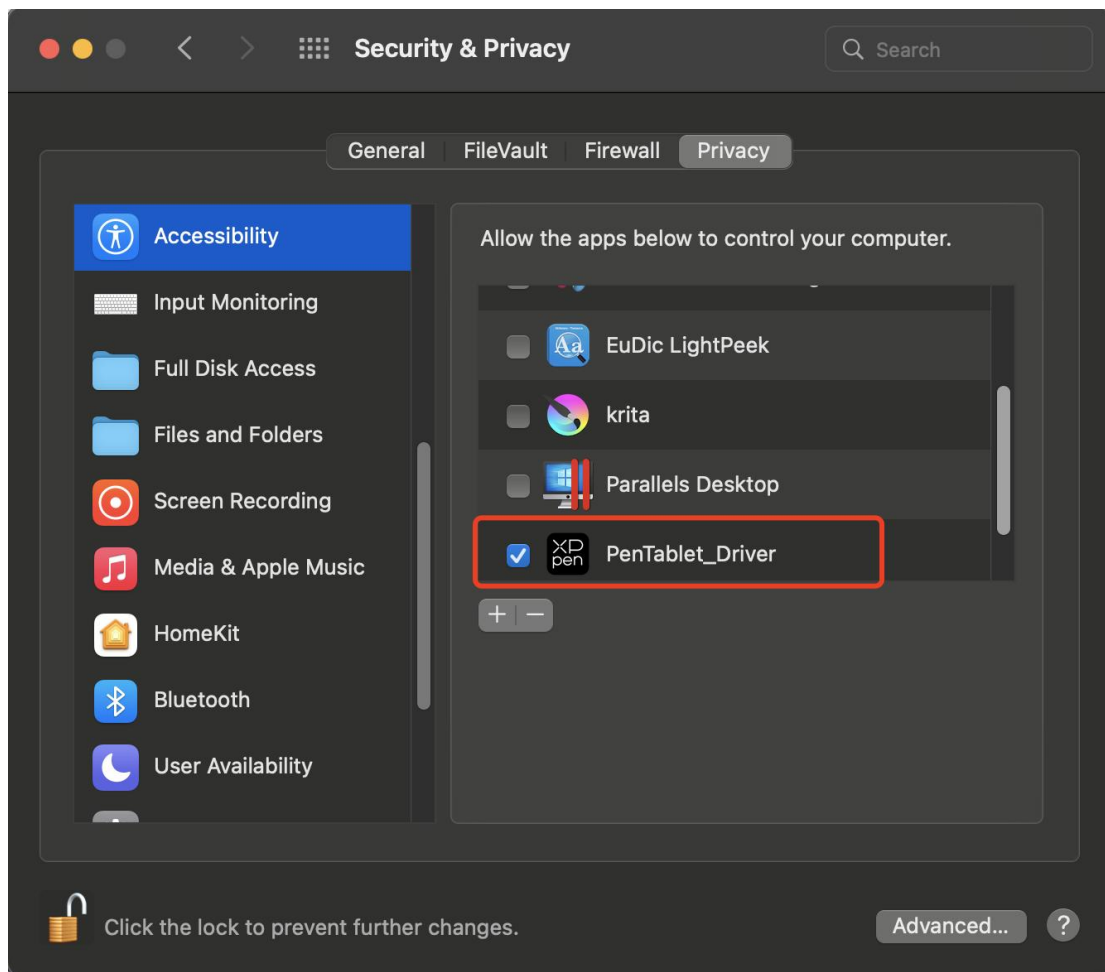 Security & Privacy
Search
General FileVault Firewall Privacy
Accessibility
Input Monitoring
Full Disk Access
Files and Folders
Screen Recording
Media & Apple Music
HomeKit
Bluetooth
User Availability
Allow the apps below to control your computer.
Aa EuDic LightPeek
krita
Parallels Desktop
XP
pen
PenTablet_Driver
+ −
Click the lock to prevent further changes.
Advanced... ?